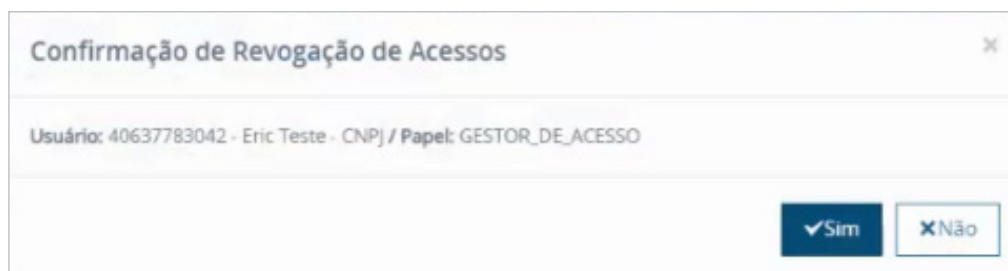 Confirmação de Revogação de Acessos
Usuário: 40637783042 - Eric Teste - CNPJ / Papel: GESTOR_DE_ACESSO
Sim Não